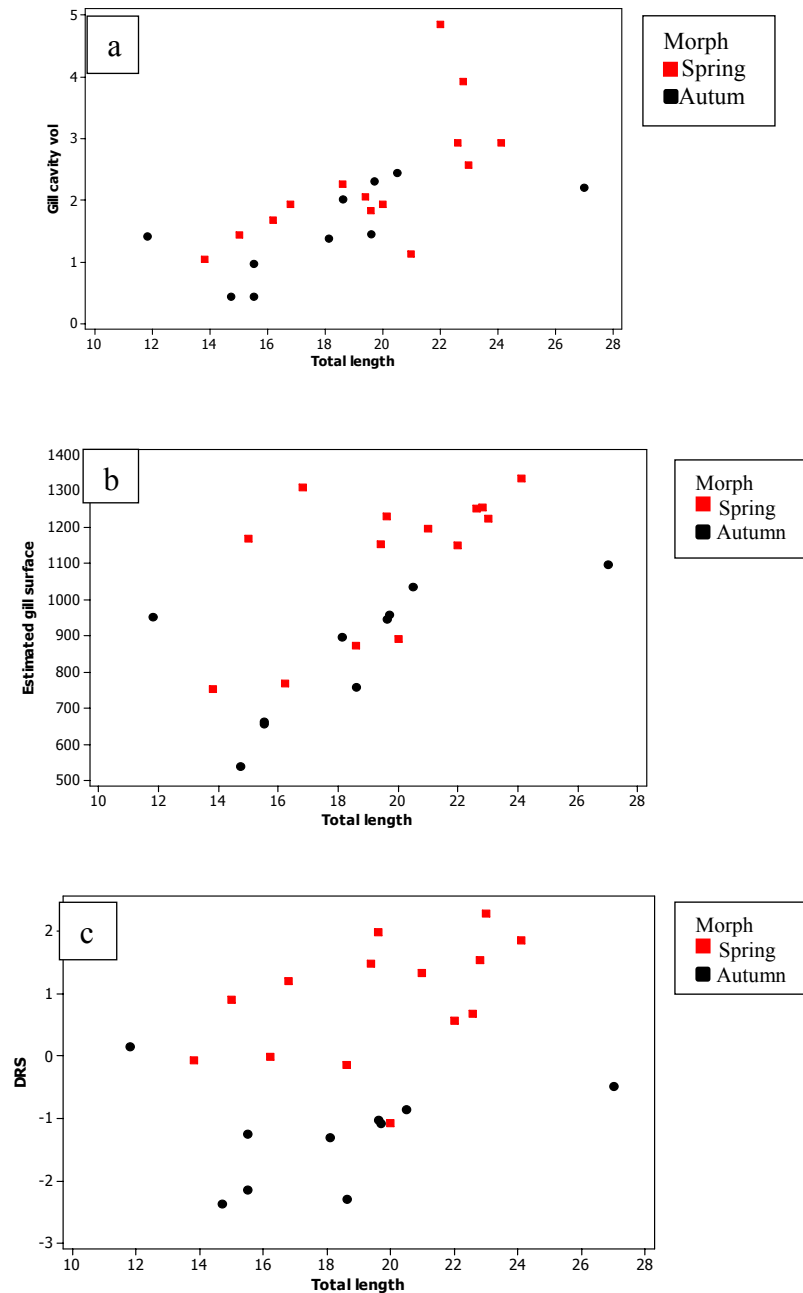 a
Morph
Spring
Autum
5
4
3
2
1
0
Gill cavity vol
10 12 14 16 18 20 22 24 26 28
Total length
b
Morph
Spring
Autumn
1400
1300
1200
1100
1000
900
800
700
600
500
Estimated gill surface
10 12 14 16 18 20 22 24 26 28
Total length
c
Morph
Spring
Autumn
2
1
0
-1
-2
-3
DRS
10 12 14 16 18 20 22 24 26 28
Total length